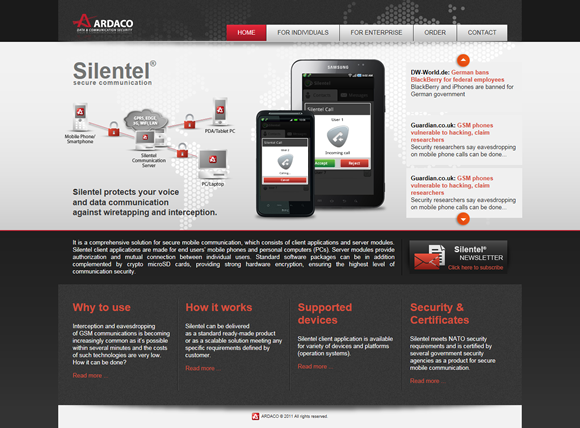 ARDACO
DATA & COMMUNICATION SECURITY
HOME
FOR INDIVIDUALS
FOR ENTERPRISE
ORDER
CONTACT
Silentel®
secure communication
GPRS, EDGE,
3G, WIFI, LAN
Mobile Phone/
Smartphone
PDA/Tablet PC
Silentel
Communication
Server
PC/Laptop
Silentel protects your voice
and data communication
against wiretapping and interception.
SAMSUNG
Silentel Call
User 1
Incoming call
Accept
Reject
Silentel Call
User 2
Calling
Cancel
DW-World.de: German bans
BlackBerry for federal employees
BlackBerry and iPhones are banned for
German government
Guardian.co.uk: GSM phones
vulnerable to hacking, claim
researchers
Security researchers say eavesdropping
on mobile phone calls can be done...
Guardian.co.uk: GSM phones
vulnerable to hacking, claim
researchers
Security researchers say eavesdropping
on mobile phone calls can be done...
It is a comprehensive solution for secure mobile communication, which consists of client applications and server modules.
Silentel client applications are made for end users' mobile phones and personal computers (PCs). Server modules provide
authorization and mutual connection between individual users. Standard software packages can be in addition
complemented by crypto microSD cards, providing strong hardware encryption, ensuring the highest level of
communication security.
Silentel®
NEWSLETTER
Click here to subscribe
Why to use
Interception and eavesdropping
of GSM communications is becoming
increasingly common as it's possible
within several minutes and the costs
of such technologies are very low.
How it can be done?
Read more ...
How it works
Silentel can be delivered
as a standard ready-made product
or as a scalable solution meeting any
specific requirements defined by
customer.
Read more ...
Supported
devices
Silentel client application is available
for variety of devices and platforms
(operation systems).
Read more ...
Security &
Certificates
Silentel meets NATO security
requirements and is certified by
several government security
agencies as a product for secure
mobile communication.
Read more ...
ARDACO © 2011 All rights reserved.